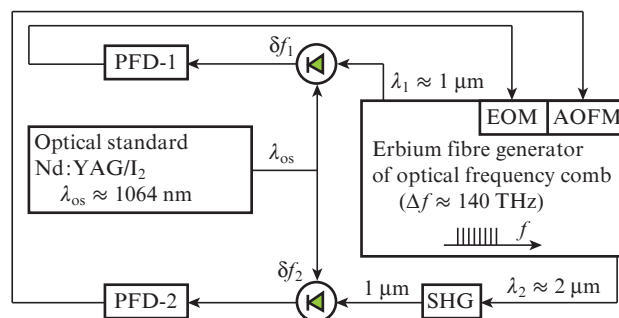 δf₁
PFD-1
λ₁ ≈ 1 μm
EOM
AOFM
Optical standard
Nd:YAG/I₂
λos ≈ 1064 nm
λos
Erbium fibre generator
of optical frequency comb
(Δf ≈ 140 THz)
f
δf₂
PFD-2
1 μm
SHG
λ₂ ≈ 2 μm